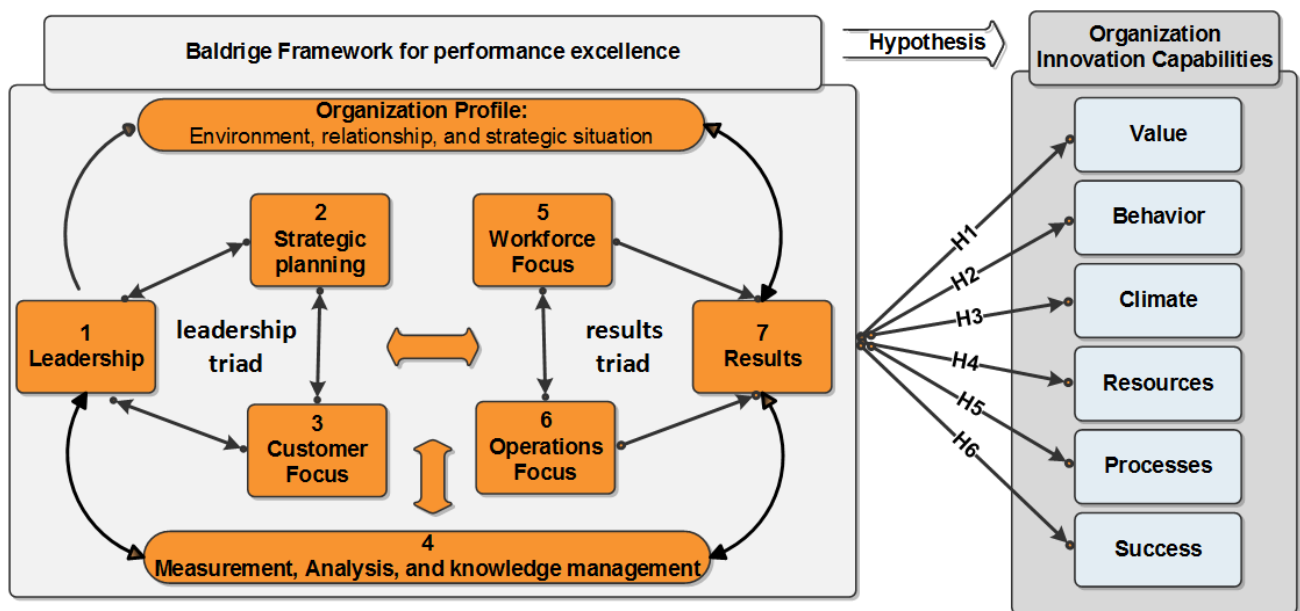 Baldrige Framework for performance excellence
Hypothesis
Organization
Innovation Capabilities
Organization Profile:
Environment, relationship, and strategic situation
1
Leadership
2
Strategic
planning
3
Customer
Focus
leadership
triad
5
Workforce
Focus
6
Operations
Focus
results
triad
7
Results
4
Measurement, Analysis, and knowledge management
H1
H2
H3
H4
H5
H6
Value
Behavior
Climate
Resources
Processes
Success